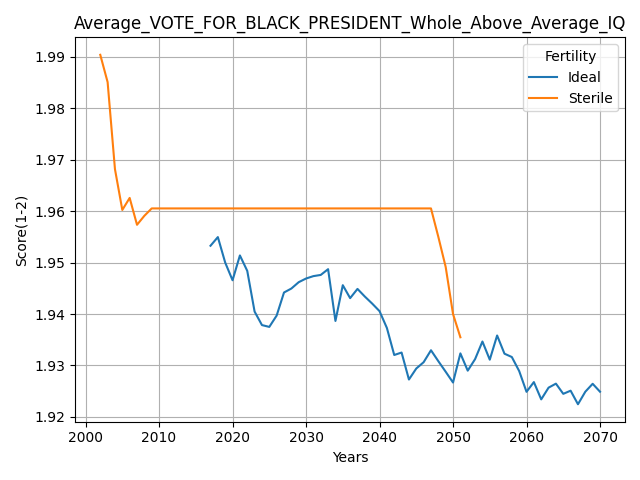 Average_VOTE_FOR_BLACK_PRESIDENT_Whole_Above_Average_IQ
Fertility
Ideal
Sterile
1.99
1.98
1.97
1.96
1.95
1.94
1.93
1.92
Score(1-2)
2000 2010 2020 2030 2040 2050 2060 2070
Years